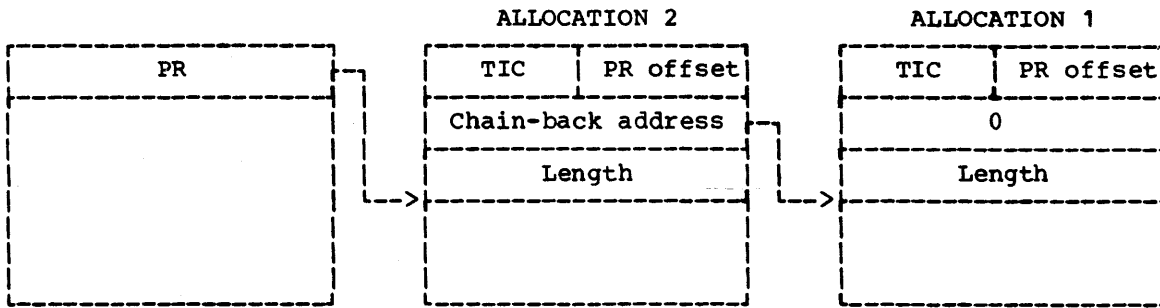 ALLOCATION 2 ALLOCATION 1
PR TIC PR offset TIC PR offset
Chain-back address 0
Length Length